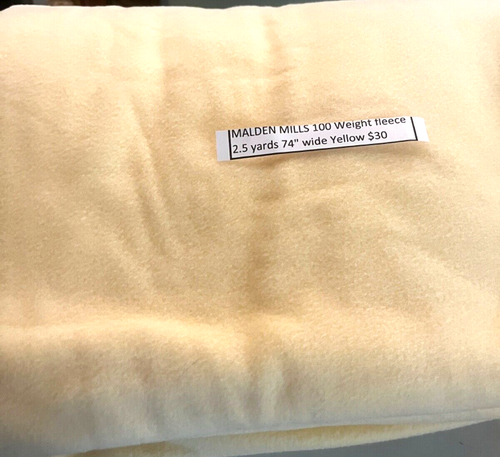 MALDEN MILLS 100 Weight fleece
2.5 yards 74" wide Yellow $30